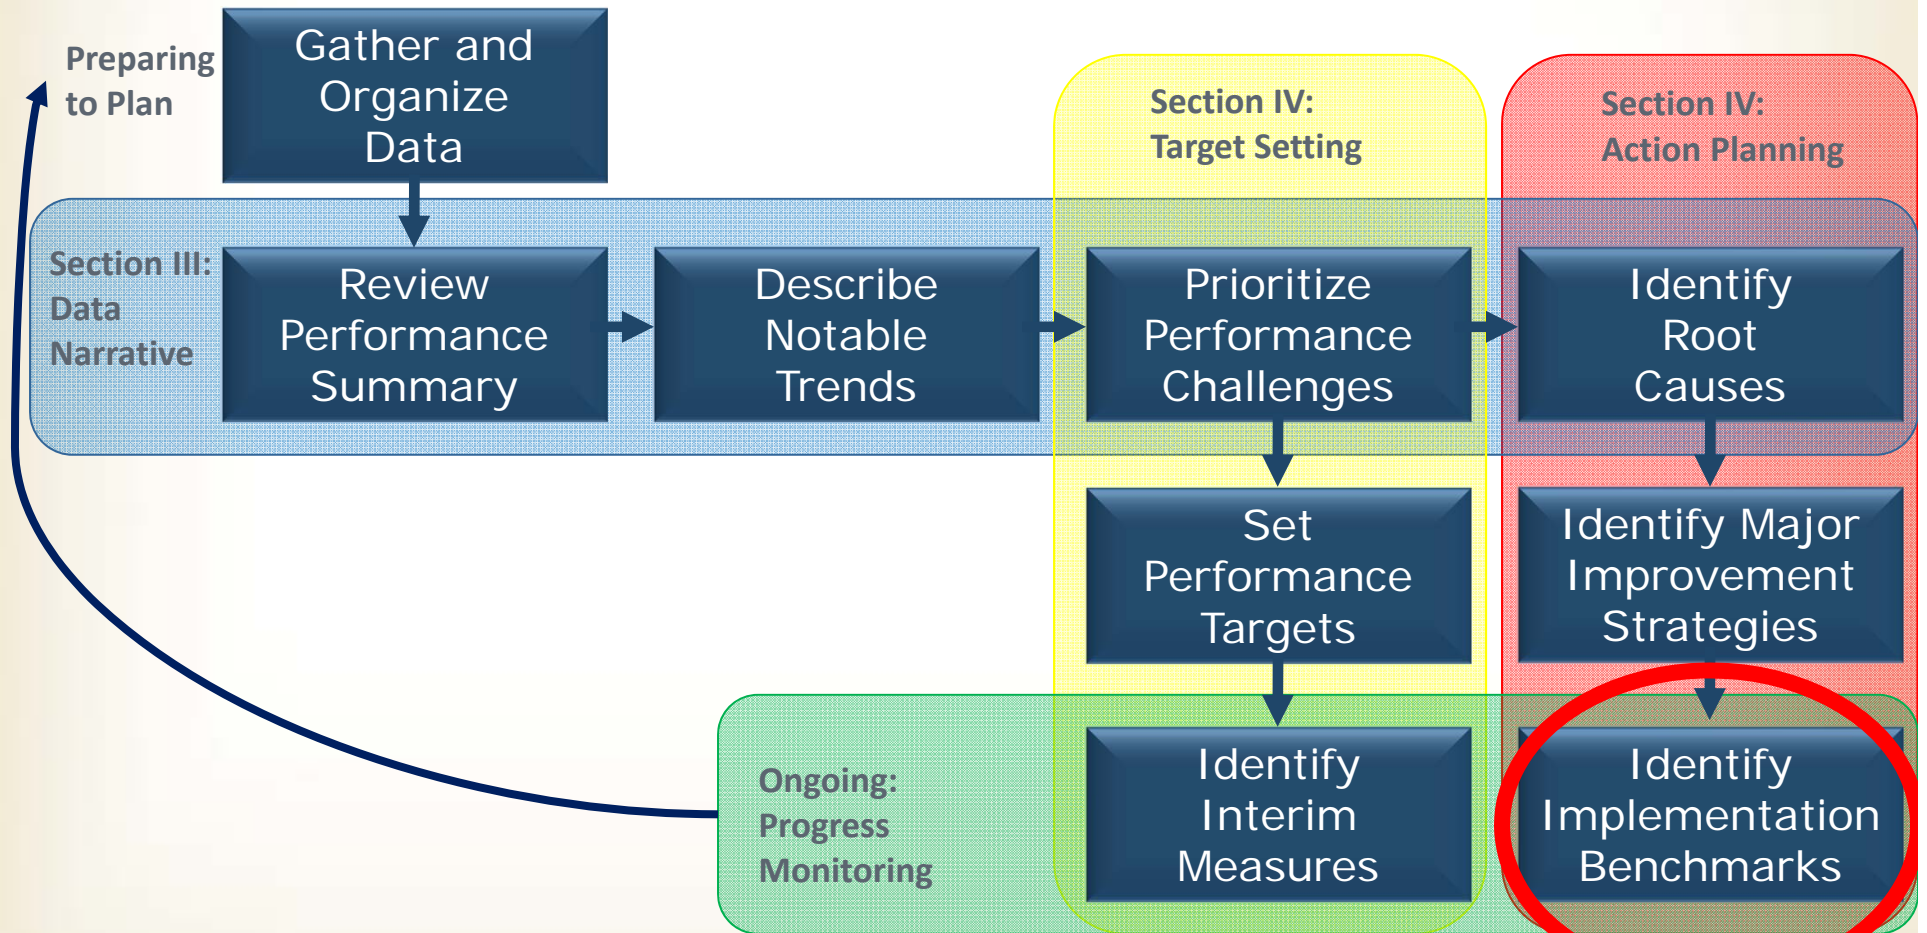 Preparing
to Plan
Gather and
Organize
Data
Section IV:
Target Setting
Section IV:
Action Planning
Section III:
Data
Narrative
Review
Performance
Summary
Describe
Notable
Trends
Prioritize
Performance
Challenges
Identify
Root
Causes
Set
Performance
Targets
Identify Major
Improvement
Strategies
Ongoing:
Progress
Monitoring
Identify
Interim
Measures
Identify
Implementation
Benchmarks